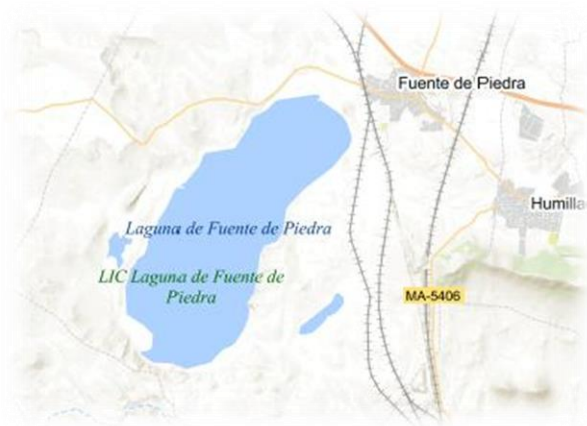 Fuente de Piedra
Humilla
Laguna de Fuente de Piedra
LIC Laguna de Fuente de
Piedra
MA-5406